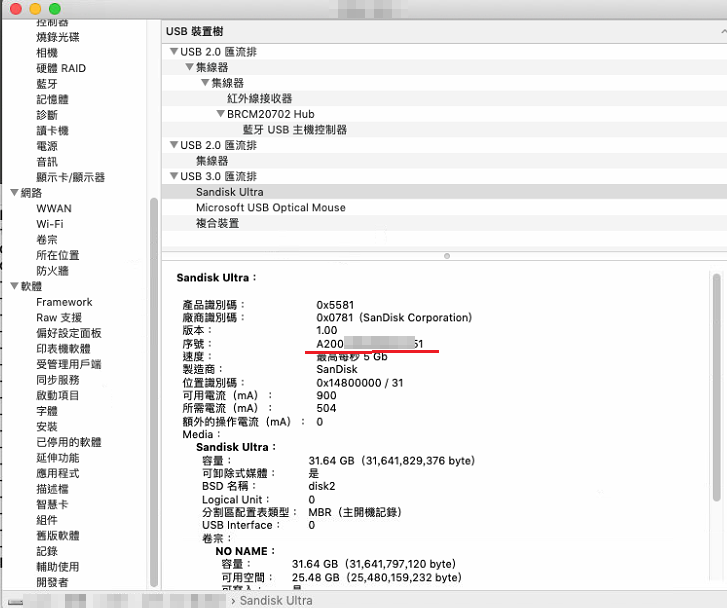 控制器
燒錄光碟
相機
硬體 RAID
藍牙
記憶體
診斷
讀卡機
電源
音訊
顯示卡/顯示器
網路
WWAN
Wi-Fi
卷宗
所在位置
防火牆
軟體
Framework
Raw 支援
偏好設定面板
印表機軟體
受管理用戶端
同步服務
啟動項目
字體
安裝
已停用的軟體
延伸功能
應用程式
描述檔
智慧卡
組件
舊版軟體
記錄
輔助使用
開發者
USB 裝置樹
USB 2.0 匯流排
集線器
集線器
紅外線接收器
BRCM20702 Hub
藍牙 USB 主機控制器
USB 2.0 匯流排
集線器
USB 3.0 匯流排
Sandisk Ultra
Microsoft USB Optical Mouse
複合裝置
Sandisk Ultra：
產品識別碼： 0x5581
廠商識別碼： 0x0781（SanDisk Corporation）
版本： 1.00
序號： A200 51
速度： 最高每秒 5 Gb
製造商： SanDisk
位置識別碼： 0x14800000 / 31
可用電流（mA）： 900
所需電流（mA）： 504
額外的操作電流（mA）： 0
Media：
Sandisk Ultra：
容量： 31.64 GB（31,641,829,376 byte）
可卸除式媒體： 是
BSD 名稱： disk2
Logical Unit： 0
分割區配置表類型： MBR（主開機記錄）
USB Interface： 0
卷宗：
NO NAME：
容量： 31.64 GB（31,641,797,120 byte）
可用空間： 25.48 GB（25,480,159,232 byte）
可寫入： 是
› Sandisk Ultra